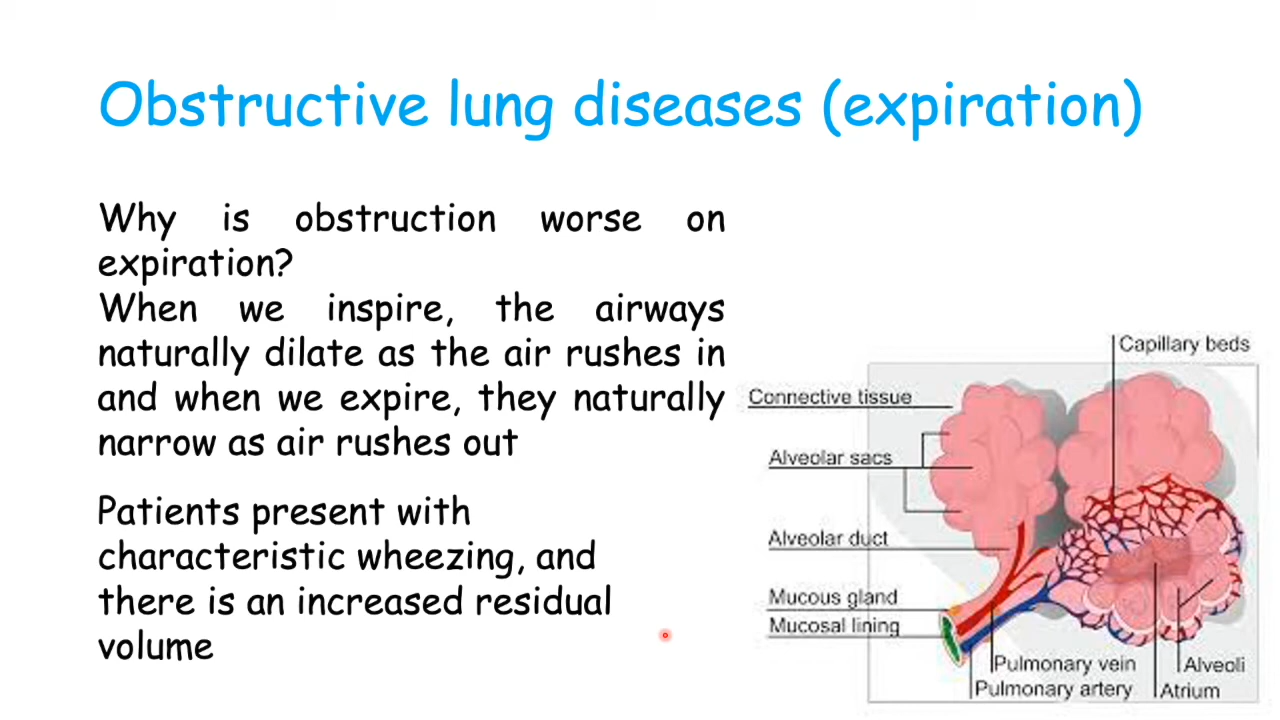 Obstructive lung diseases (expiration)
Why is obstruction worse on
expiration?
When we inspire, the airways
naturally dilate as the air rushes in
and when we expire, they naturally
narrow as air rushes out
Patients present with
characteristic wheezing, and
there is an increased residual
volume
Capillary beds
Connective tissue
Alveolar sacs
Alveolar duct
Mucous gland
Mucosal lining
Pulmonary vein
Alveoli
Pulmonary artery
Atrium